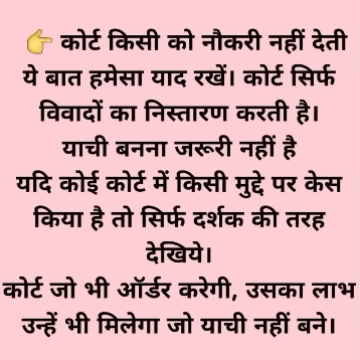 👉 कोर्ट किसी को नौकरी नहीं देती
ये बात हमेसा याद रखें। कोर्ट सिर्फ
विवादों का निस्तारण करती है।
याची बनना जरूरी नहीं है
यदि कोई कोर्ट में किसी मुद्दे पर केस
किया है तो सिर्फ दर्शक की तरह
देखिये।
कोर्ट जो भी ऑर्डर करेगी, उसका लाभ
उन्हें भी मिलेगा जो याची नहीं बने।